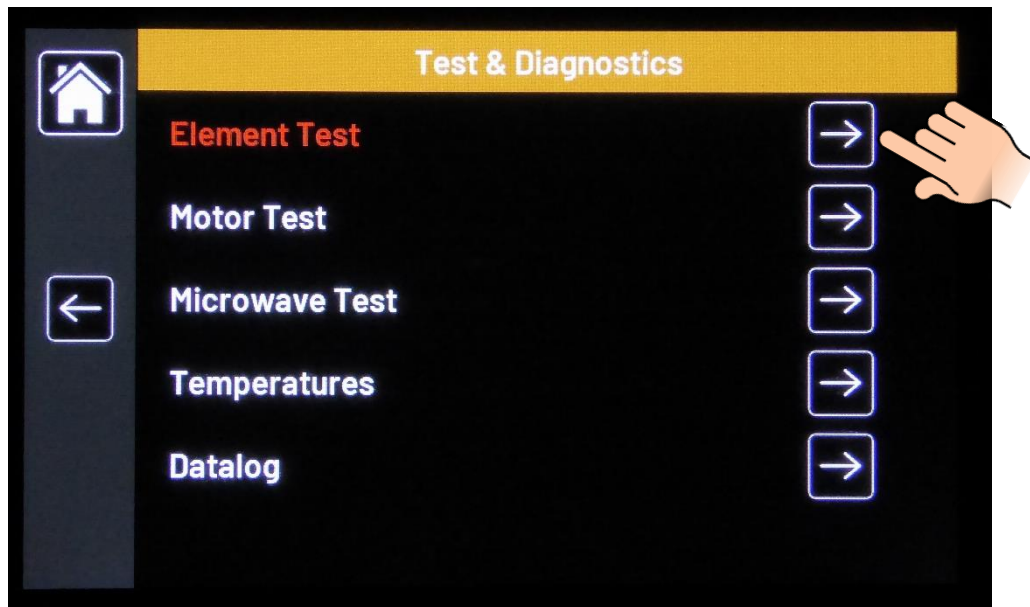 Test & Diagnostics
Element Test
Motor Test
Microwave Test
Temperatures
Datalog